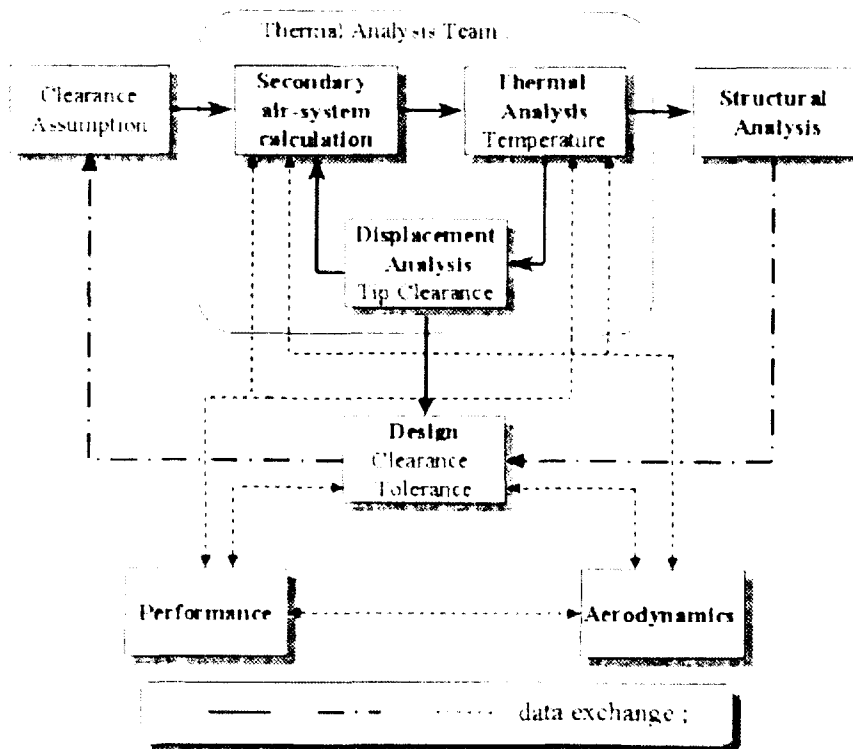 Thermal Analysis Team
Clearance
Assumption
Secondary
air-system
calculation
Thermal
Analysis
Temperature
Structural
Analysis
Displacement
Analysis
Tip Clearance
Design
Clearance
Tolerance
Performance
Aerodynamics
data exchange ;